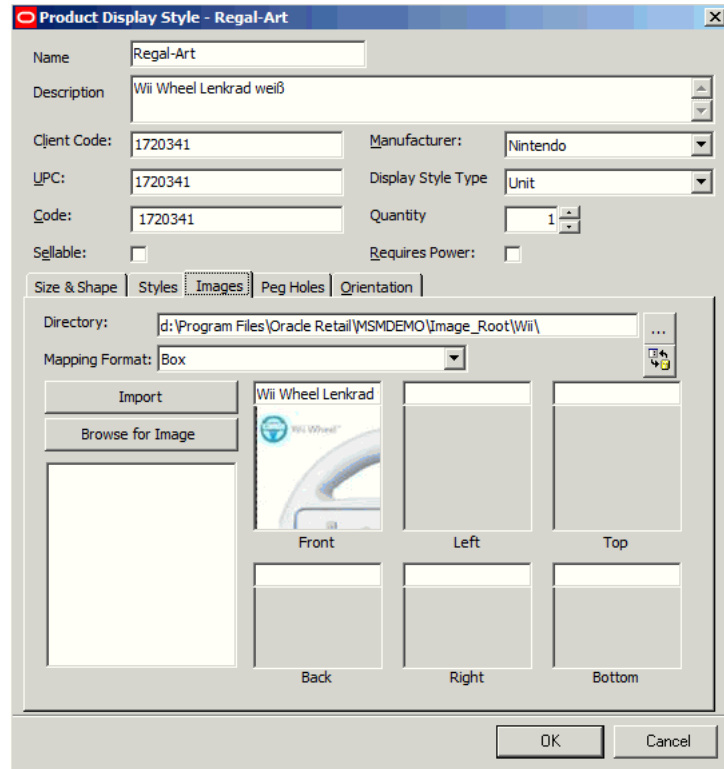 Product Display Style - Regal-Art
Name Regal-Art
Description Wii Wheel Lenkrad weiß
Client Code: 1720341 Manufacturer: Nintendo
UPC: 1720341 Display Style Type Unit
Code: 1720341 Quantity 1
Sellable: Requires Power:
Size & Shape Styles Images Peg Holes Orientation
Directory: d:\Program Files\Oracle Retail\MSMDEMO\Image_Root\Wii\ ...
Mapping Format: Box
Import Wii Wheel Lenkrad
Browse for Image Wii Wheel™
Front Left Top
Back Right Bottom
OK Cancel